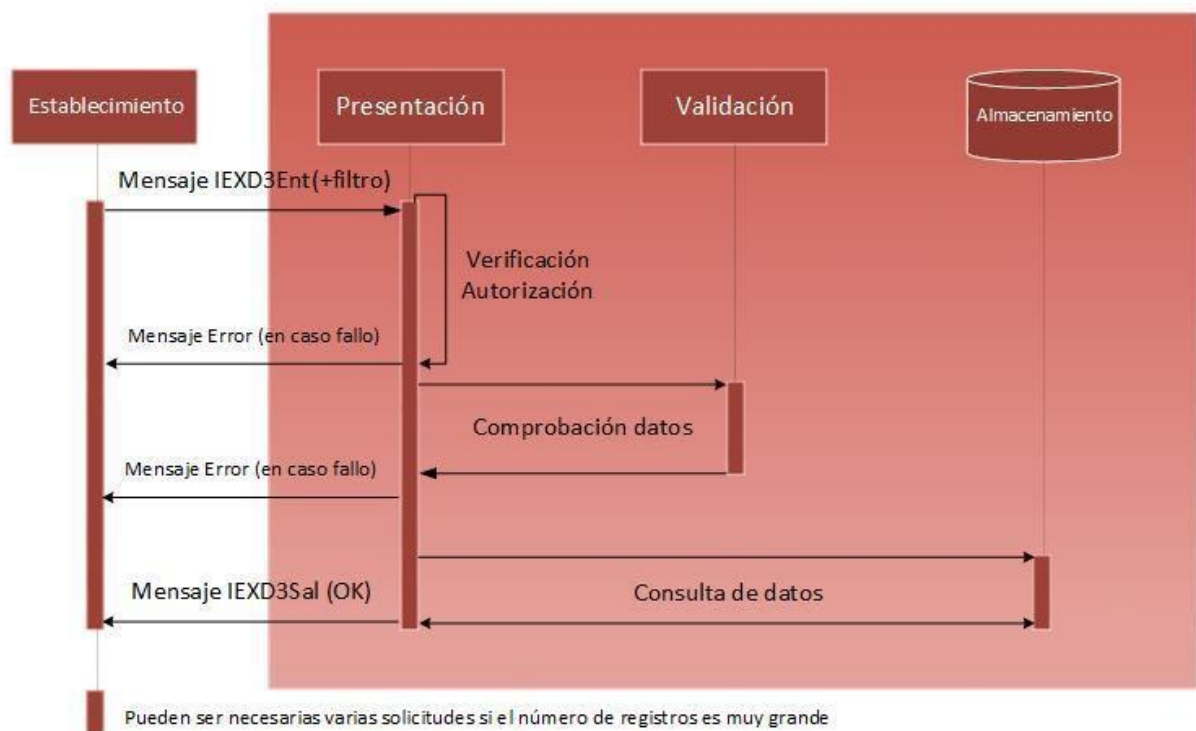 Establecimiento
Presentación
Validación
Almacenamiento
Mensaje IEXD3Ent(+filtro)
Verificación
Autorización
Mensaje Error (en caso fallo)
Comprobación datos
Mensaje Error (en caso fallo)
Mensaje IEXD3Sal (OK)
Consulta de datos
Pueden ser necesarias varias solicitudes si el número de registros es muy grande